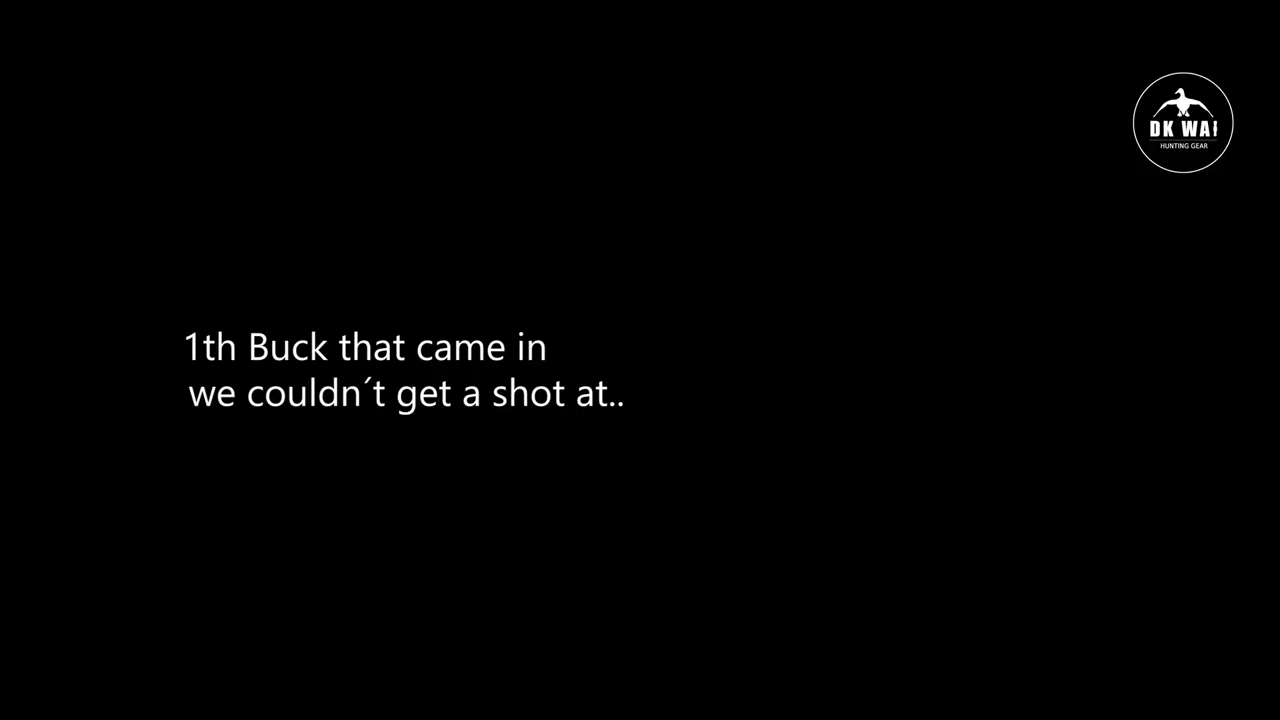 DK WAI
HUNTING GEAR
1th Buck that came in
we couldn´t get a shot at..